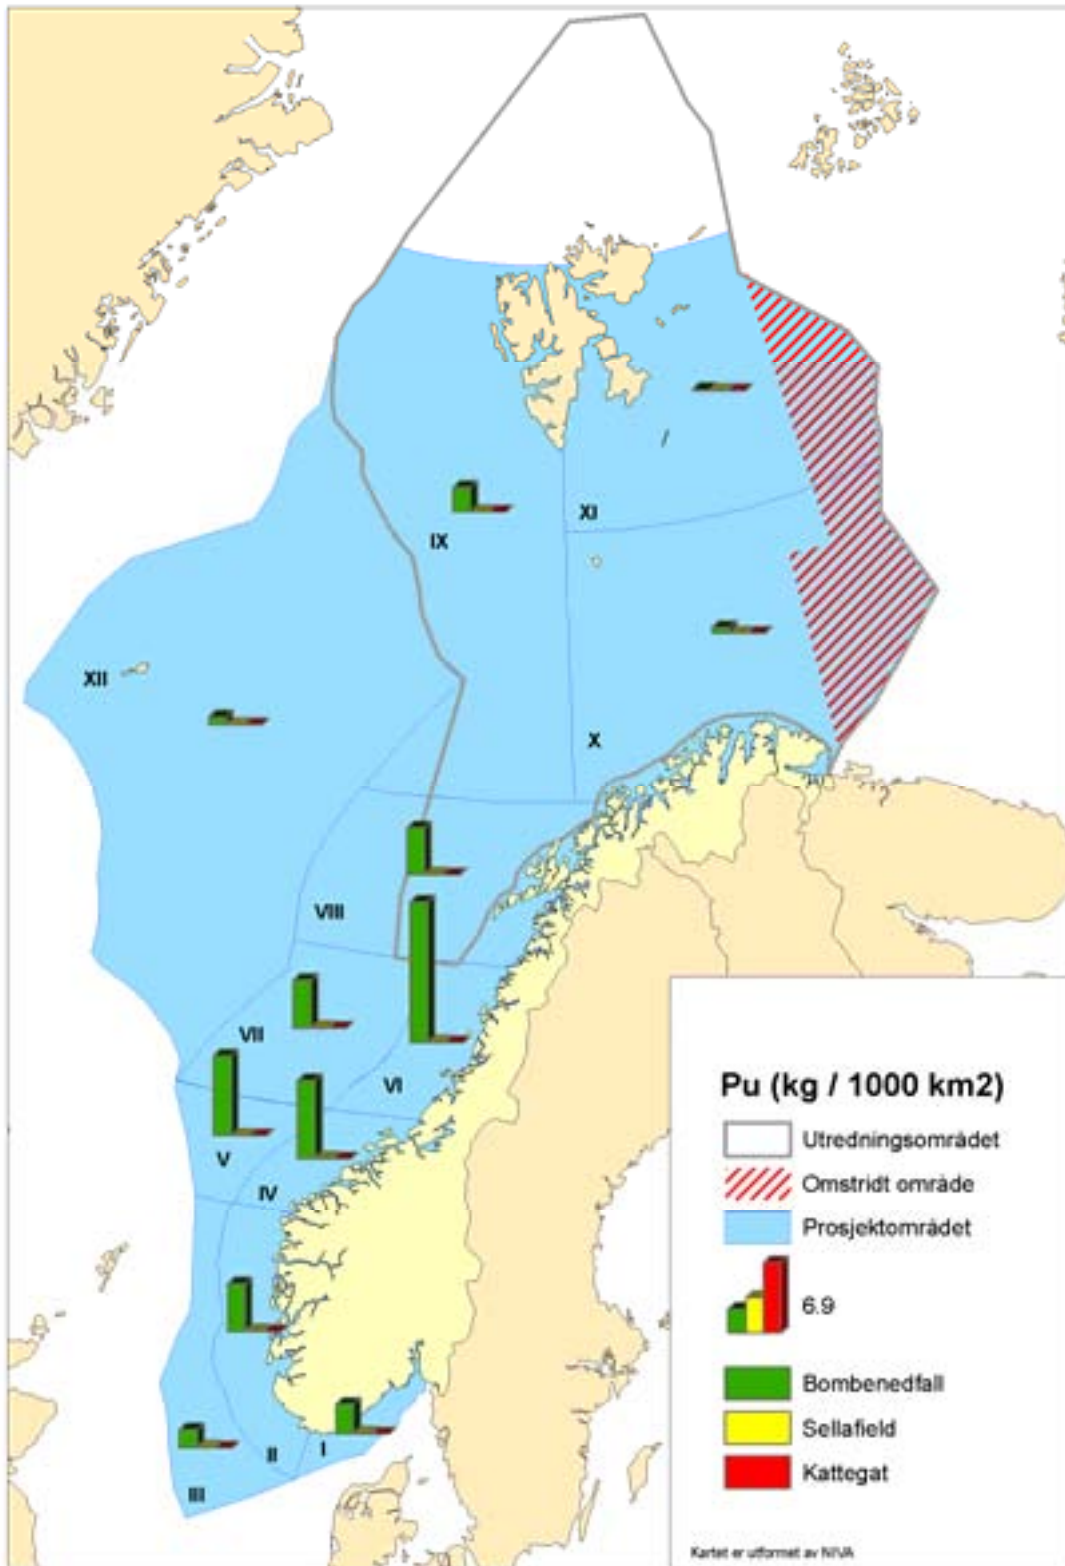 XI
IX
XII
X
VIII
VII
VI
V
IV
II
I
III
Pu (kg / 1000 km2)
Utredningsområdet
Omstridt område
Prosjektområdet
6.9
Bombenedfall
Sellafield
Kattegat
Kartet er utformet av NIVA